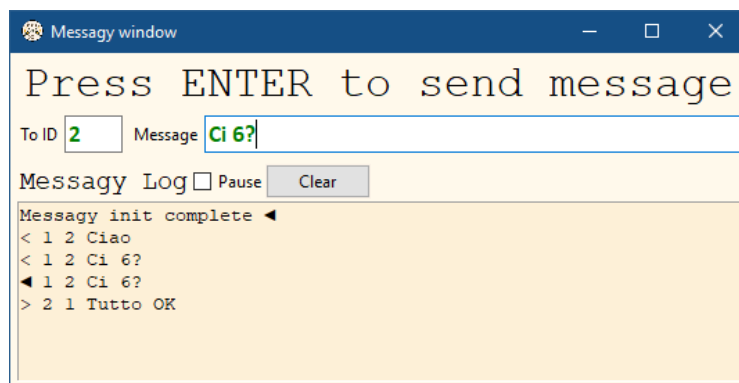 Messagy window
Press ENTER to send message
To ID 2 Message Ci 6?
Messagy Log Pause Clear
Messagy init complete ◄
< 1 2 Ciao
< 1 2 Ci 6?
◄ 1 2 Ci 6?
> 2 1 Tutto OK